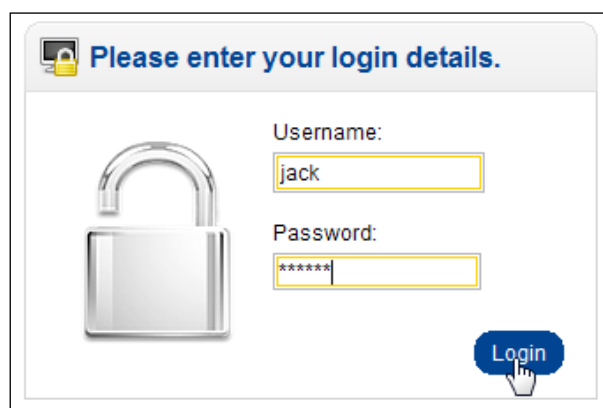 Please enter your login details.
Username:
jack
Password:
******
Login